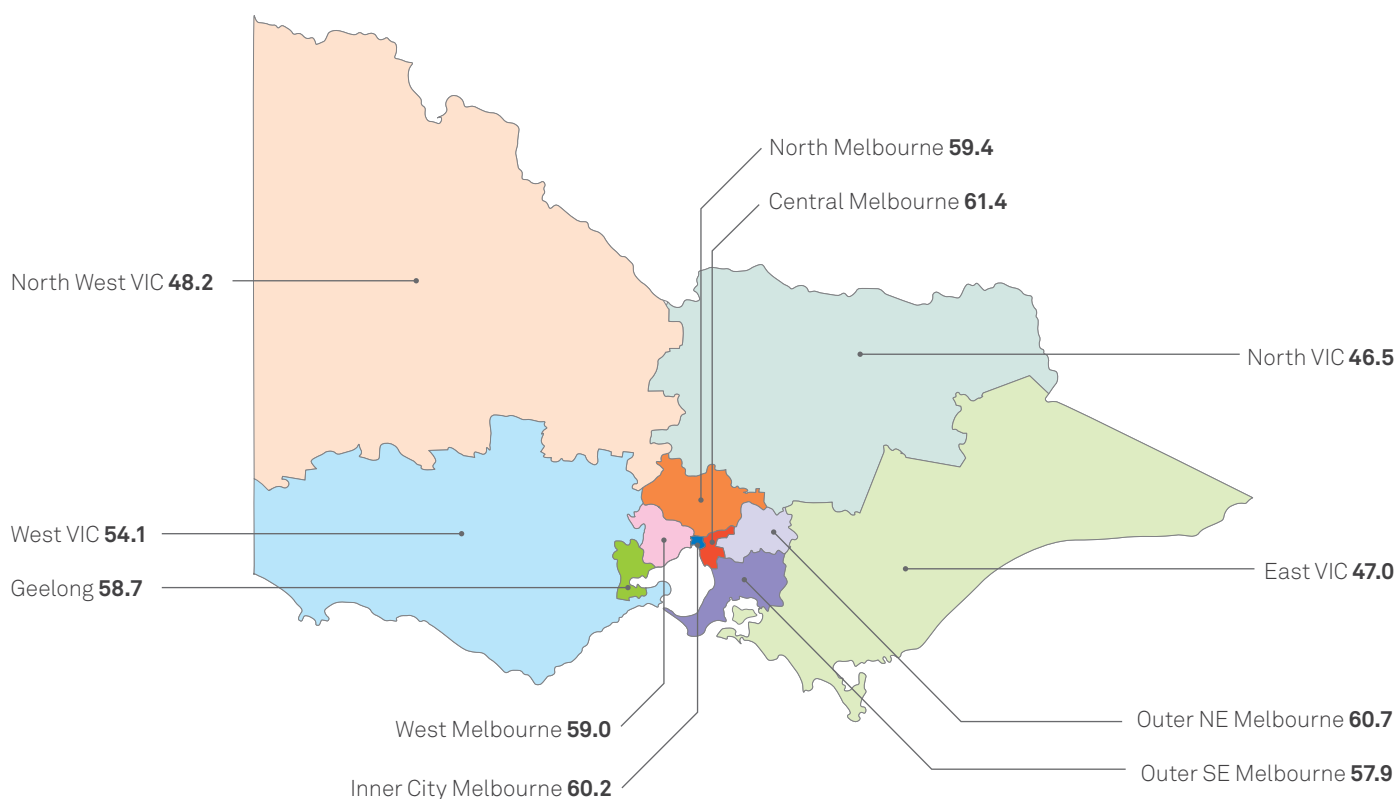 North Melbourne 59.4
Central Melbourne 61.4
North West VIC 48.2
North VIC 46.5
West VIC 54.1
East VIC 47.0
Geelong 58.7
Outer NE Melbourne 60.7
West Melbourne 59.0
Outer SE Melbourne 57.9
Inner City Melbourne 60.2